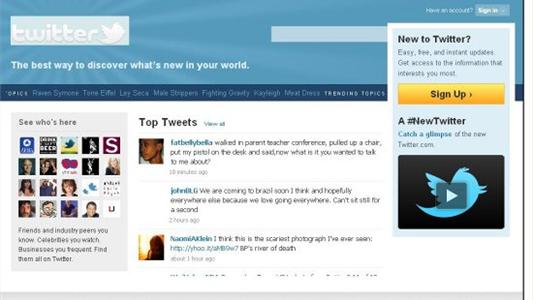 Have an account? Sign in
twitter
The best way to discover what's new in your world.
TOPICS Raven Symone Torre Eiffel Ley Seca Male Strippers Fighting Gravity Kayleigh Meat Dress TRENDING TOPICS
See who's here
Friends and industry peers you
know. Celebrities you watch.
Businesses you frequent. Find
them all on Twitter.
Top Tweets View all
fatbellybella walked in parent teacher conference, pulled up a chair,
put my pistol on the desk and said,now what is it you wanted to talk
to me about?
10 minutes ago
johnBLG We are coming to brazil soon I think and hopefully
everywhere else because we love going everywhere. Can't sit still for
a second
2 hours ago
NaomiAKlein I think this is the scariest photograph I've ever seen:
http://yhoo.it/aMB9w7 BP's river of death
about 1 hour ago
New to Twitter?
Easy, free, and instant updates.
Get access to the information that
interests you most.
Sign Up ›
A #NewTwitter
Catch a glimpse of the new
Twitter.com.